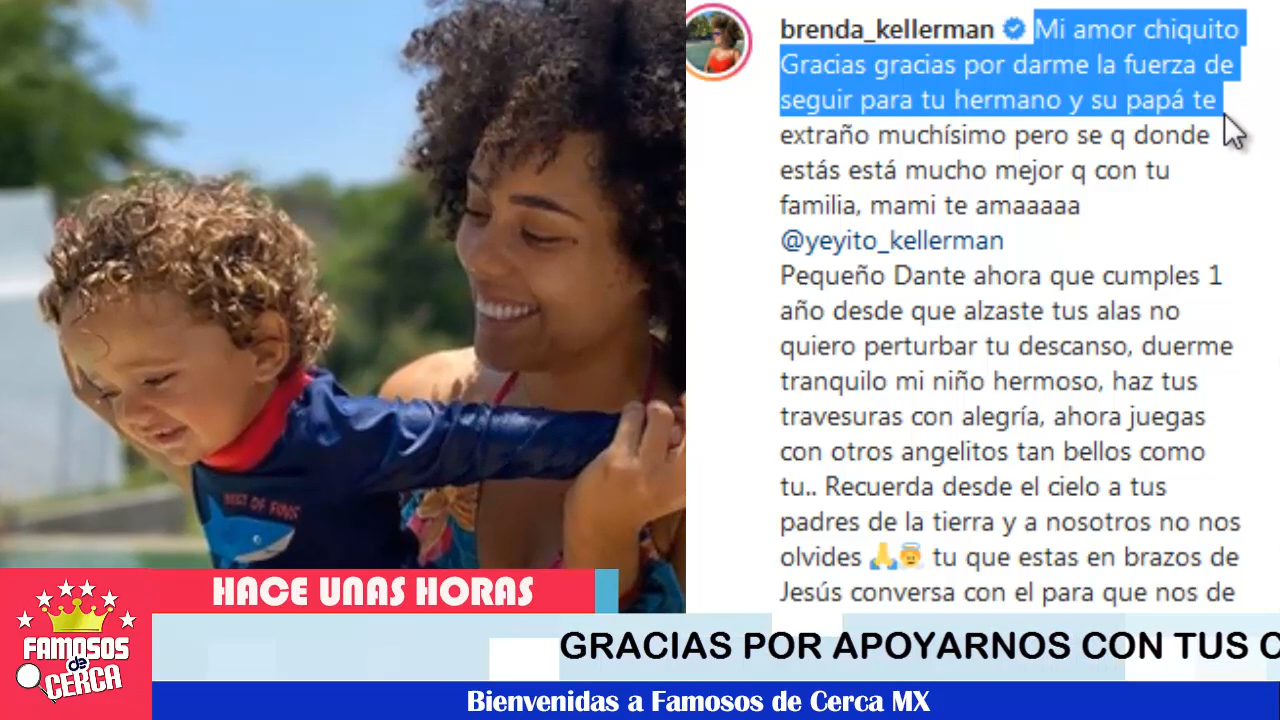 brenda_kellerman Mi amor chiquito
Gracias gracias por darme la fuerza de
seguir para tu hermano y su papá te
extraño muchísimo pero se q donde
estás está mucho mejor q con tu
familia, mami te amaaaaa
@yeyito_kellerman
Pequeño Dante ahora que cumples 1
año desde que alzaste tus alas no
quiero perturbar tu descanso, duerme
tranquilo mi niño hermoso, haz tus
travesuras con alegría, ahora juegas
con otros angelitos tan bellos como
tu.. Recuerda desde el cielo a tus
padres de la tierra y a nosotros no nos
olvides 🙏😇 tu que estas en brazos de
Jesús conversa con el para que nos de
BEST OF FINS
HACE UNAS HORAS
FAMOSOS
de
CERCA
GRACIAS POR APOYARNOS CON TUS C
Bienvenidas a Famosos de Cerca MX